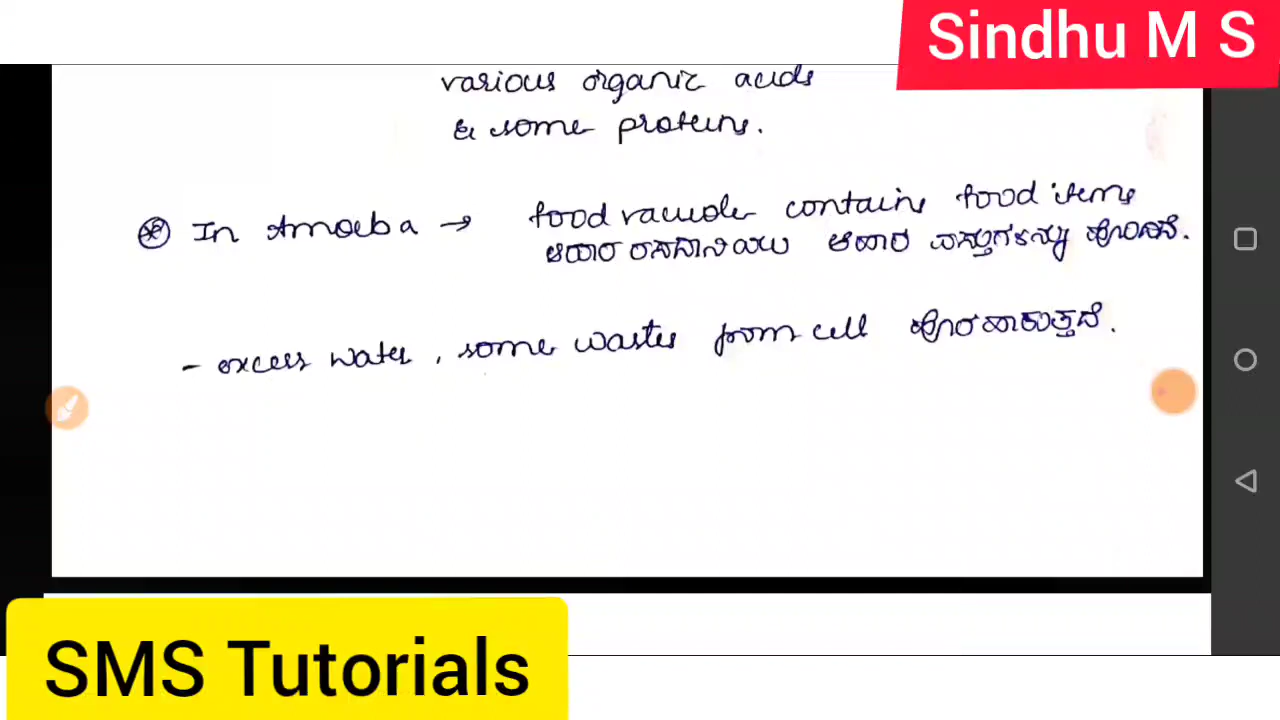 Sindhu M S
various organic acids
& some proteins.
In Amoeba → food vacuole contains food items
ಆಹಾರ ರಸದಾನಿಯು ಆಹಾರ ವಸ್ತುಗಳನ್ನು ಹೊಂದಿದೆ.
- excess water, some wastes from cell ಹೊರಹಾಕುತ್ತದೆ.
SMS Tutorials